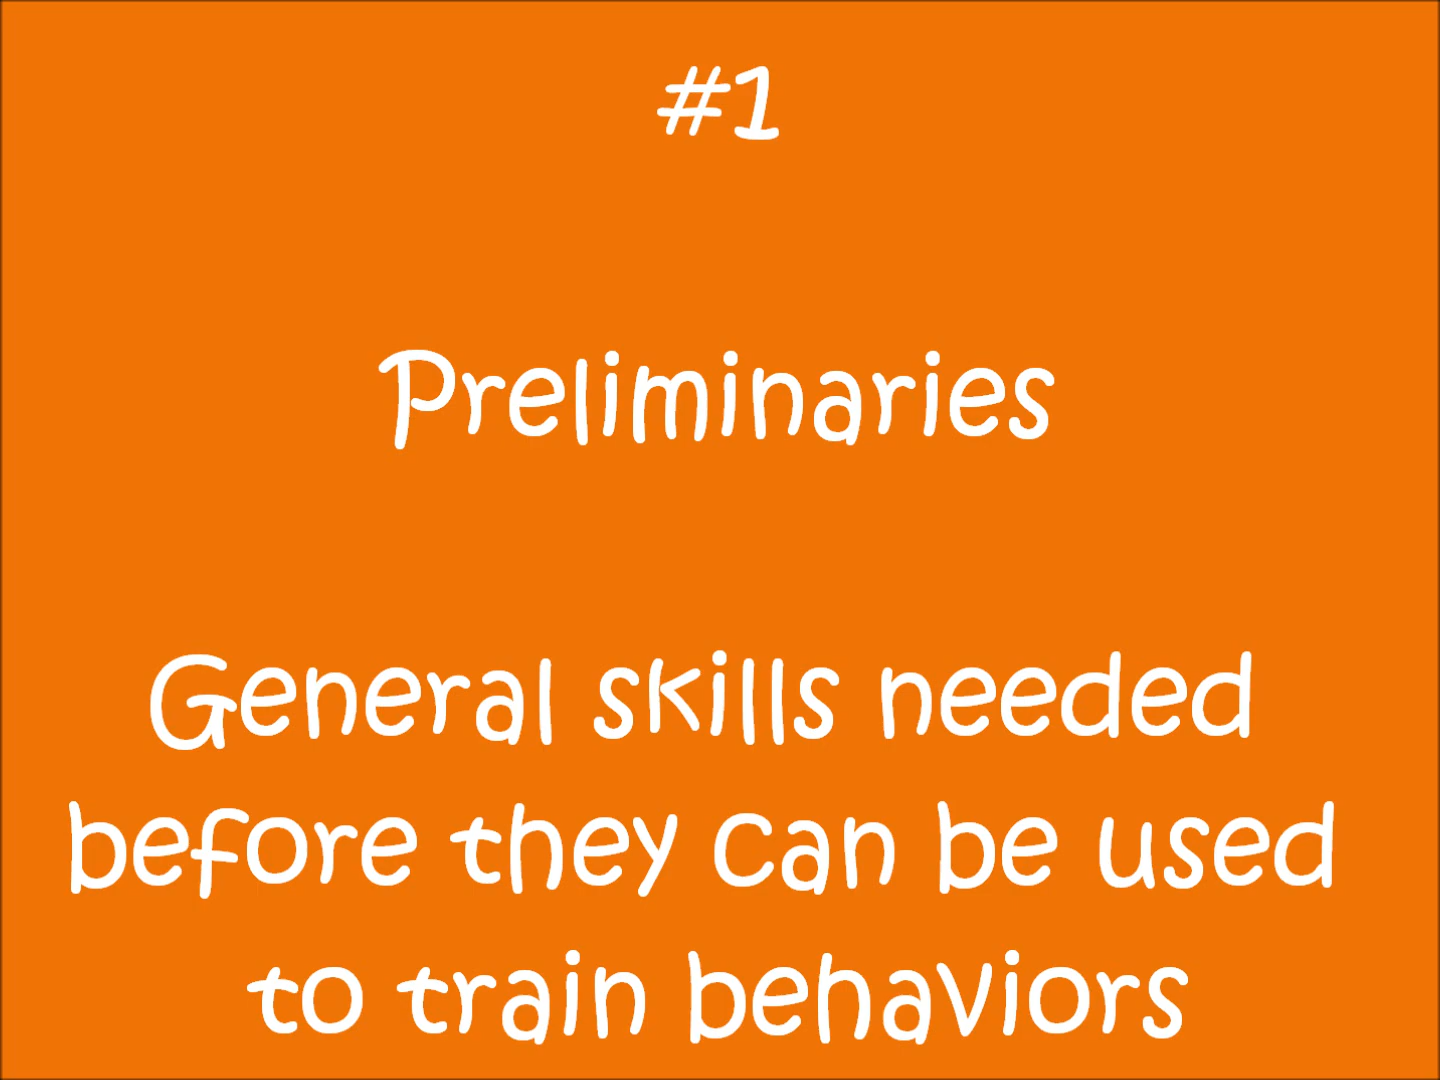 #1
Preliminaries
General skills needed
before they can be used
to train behaviors